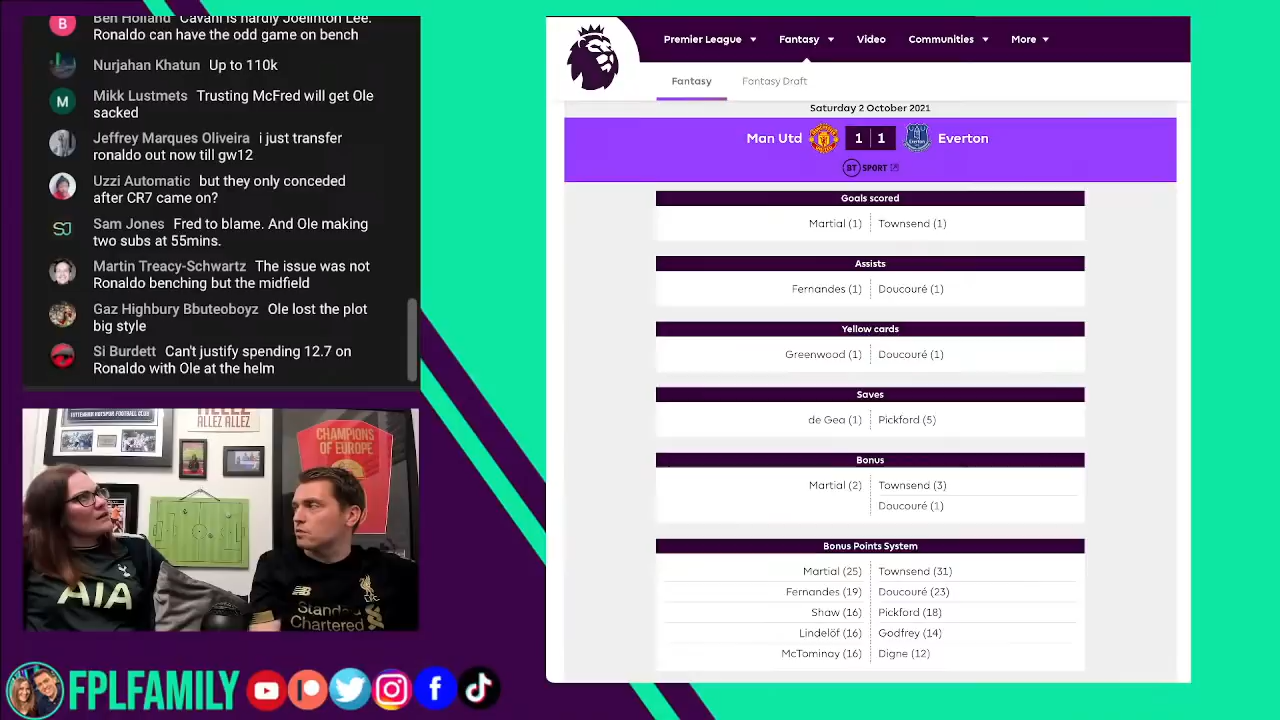 Ben Holland Cavani is hardly Joelinton Lee.
Ronaldo can have the odd game on bench
Nurjahan Khatun Up to 110k
Mikk Lustmets Trusting McFred will get Ole
sacked
Jeffrey Marques Oliveira i just transfer
ronaldo out now till gw12
Uzzi Automatic but they only conceded
after CR7 came on?
Sam Jones Fred to blame. And Ole making
two subs at 55mins.
Martin Treacy-Schwartz The issue was not
Ronaldo benching but the midfield
Gaz Highbury Bbuteoboyz Ole lost the plot
big style
Si Burdett Can't justify spending 12.7 on
Ronaldo with Ole at the helm
B
M
SJ
TOTTENHAM HOTSPUR FOOTBALL CLUB
ALLEZ ALLEZ
CHAMPIONS
OF EUROPE
AIA
NB
Standard
Chartered
FPLFAMILY
Premier League Fantasy Video Communities More
Fantasy Fantasy Draft
Saturday 2 October 2021
Man Utd 1 1 Everton
BT SPORT
Goals scored
Martial (1) Townsend (1)
Assists
Fernandes (1) Doucouré (1)
Yellow cards
Greenwood (1) Doucouré (1)
Saves
de Gea (1) Pickford (5)
Bonus
Martial (2) Townsend (3)
Doucouré (1)
Bonus Points System
Martial (25) Townsend (31)
Fernandes (19) Doucouré (23)
Shaw (16) Pickford (18)
Lindelöf (16) Godfrey (14)
McTominay (16) Digne (12)